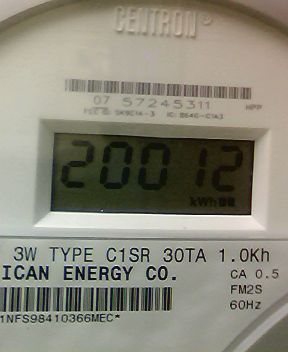 CENTRON®
07 57245311
20012
kWh
3W TYPE C1SR 30TA 1.0Kh
ICAN ENERGY CO. CA 0.5
FM2S
1NFS98410366MEC* 60Hz